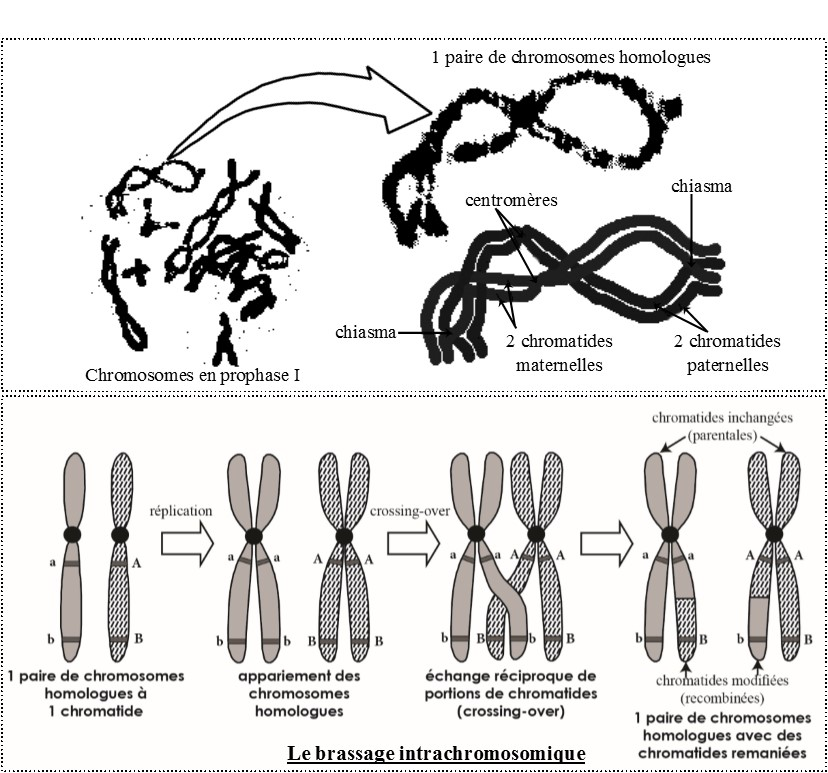 1 paire de chromosomes homologues
chiasma
centromères
chiasma
2 chromatides
maternelles
2 chromatides
paternelles
Chromosomes en prophase I
chromatides inchangées
(parentales)
réplication
crossing-over
a
A
a
a
A
A
a
a
A
A
a
a
A
A
b
B
b
b
B
B
b
B
b
B
b
B
b
B
1 paire de chromosomes
homologues à
1 chromatide
appariement des
chromosomes
homologues
échange réciproque de
portions de chromatides
(crossing-over)
chromatides modifiées
(recombinées)
1 paire de chromosomes
homologues avec des
chromatides remaniées
Le brassage intrachromosomique